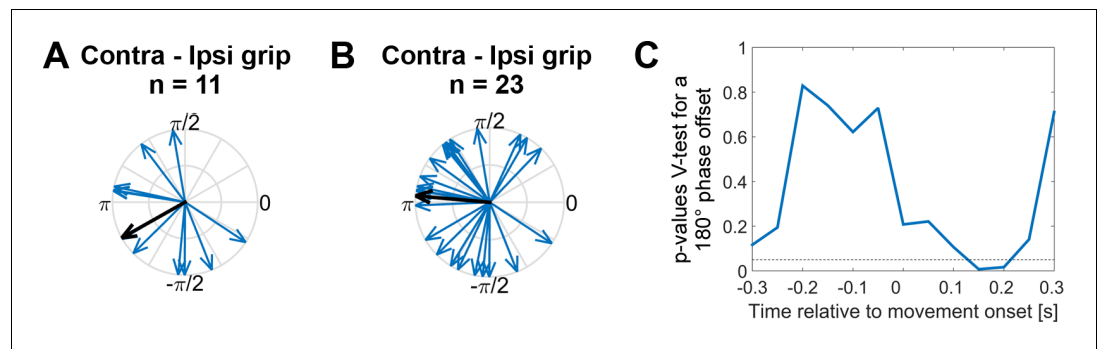 A
Contra - Ipsi grip
n = 11
π/2
π
0
-π/2
B
Contra - Ipsi grip
n = 23
π/2
π
0
-π/2
C
p-values V-test for a
180° phase offset
1
0.8
0.6
0.4
0.2
0
-0.3
-0.2
-0.1
0
0.1
0.2
0.3
Time relative to movement onset [s]